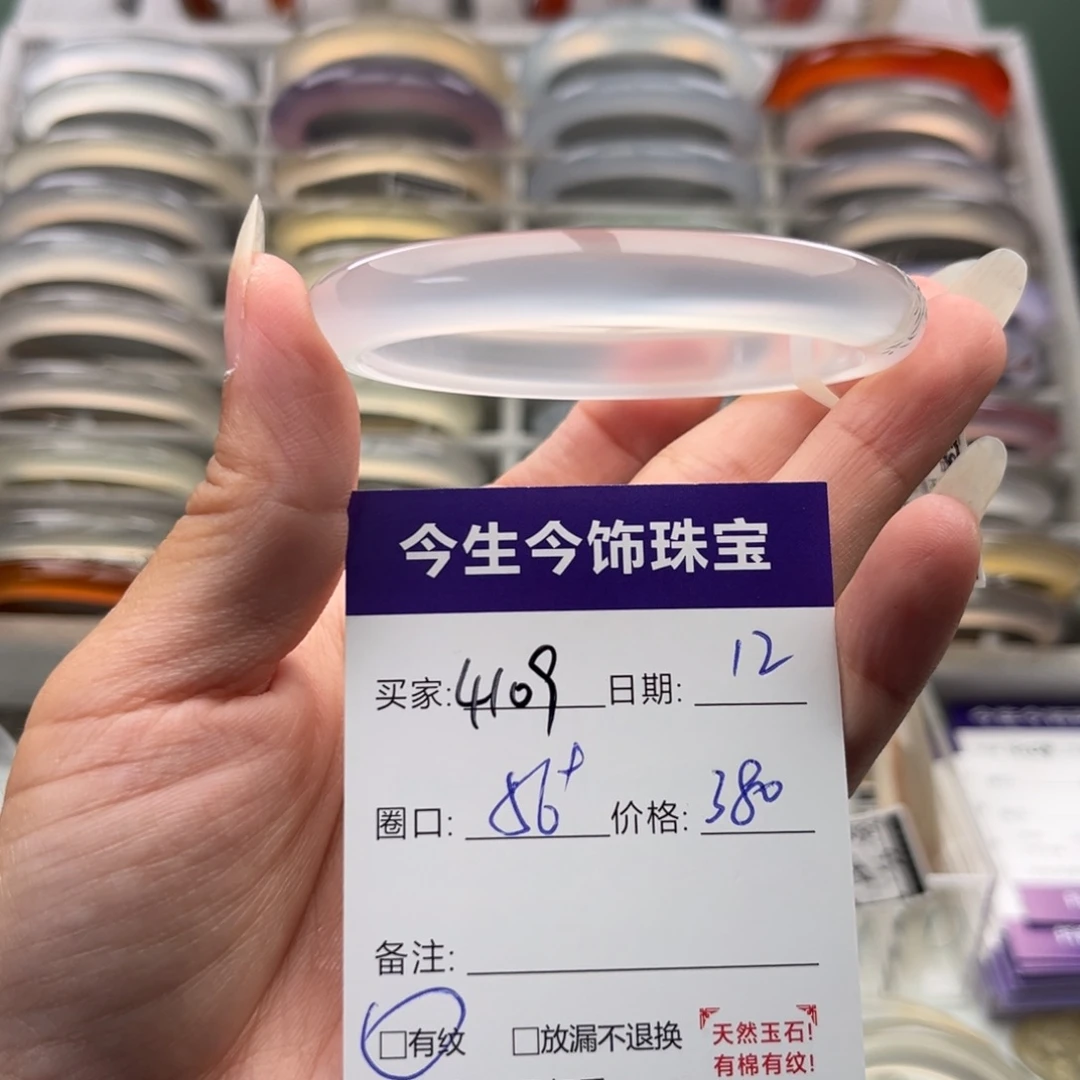 今生今饰珠宝
买家: 4109 日期: 12
圈口: 56+ 价格: 380
备注:
□有纹 □放漏不退换 天然玉石!
有棉有纹!